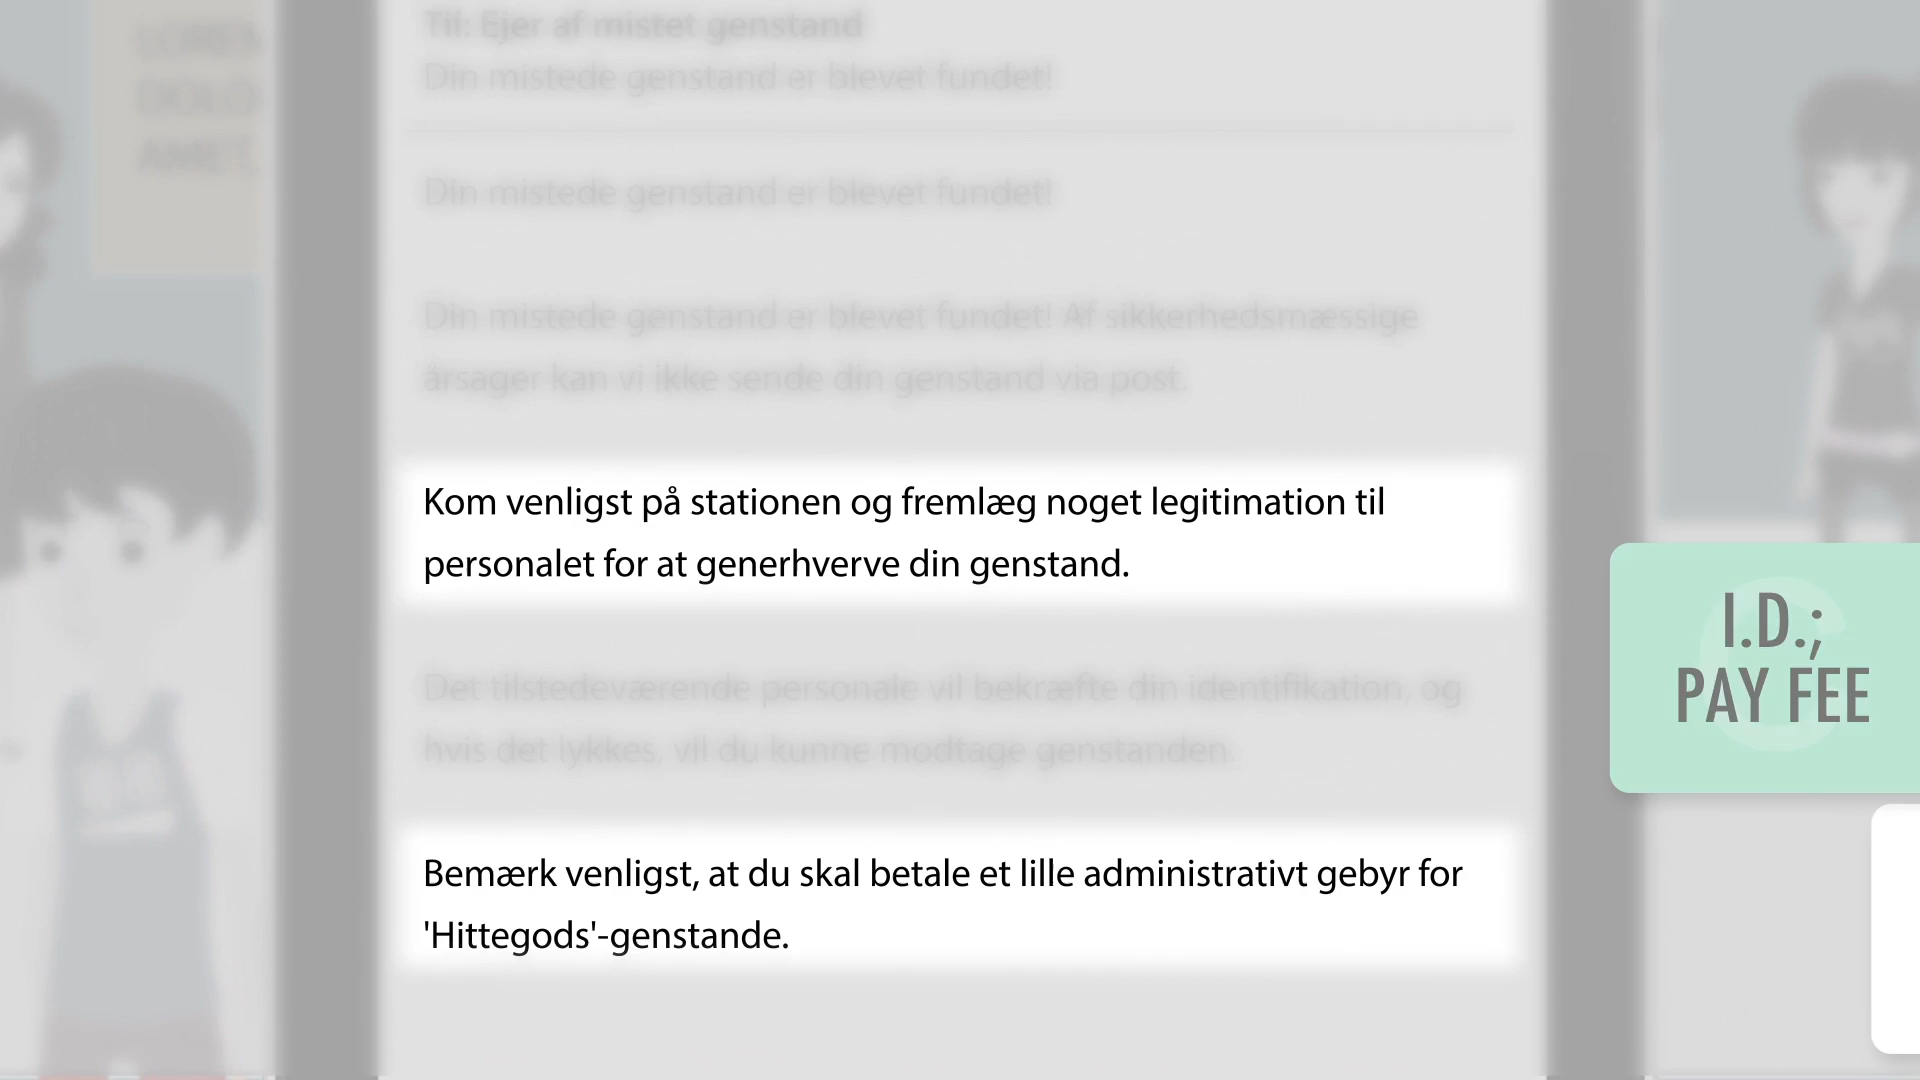 LOREM
DOLO
AMET,
Til: Ejer af mistet genstand
Din mistede genstand er blevet fundet!
Din mistede genstand er blevet fundet!
Din mistede genstand er blevet fundet! Af sikkerhedsmæssige
årsager kan vi ikke sende din genstand via post.
Kom venligst på stationen og fremlæg noget legitimation til
personalet for at generhverve din genstand.
Det tilstedeværende personale vil bekræfte din identifikation, og
hvis det lykkes, vil du kunne modtage genstanden.
Bemærk venligst, at du skal betale et lille administrativt gebyr for
'Hittegods'-genstande.
I.D.;
PAY FEE